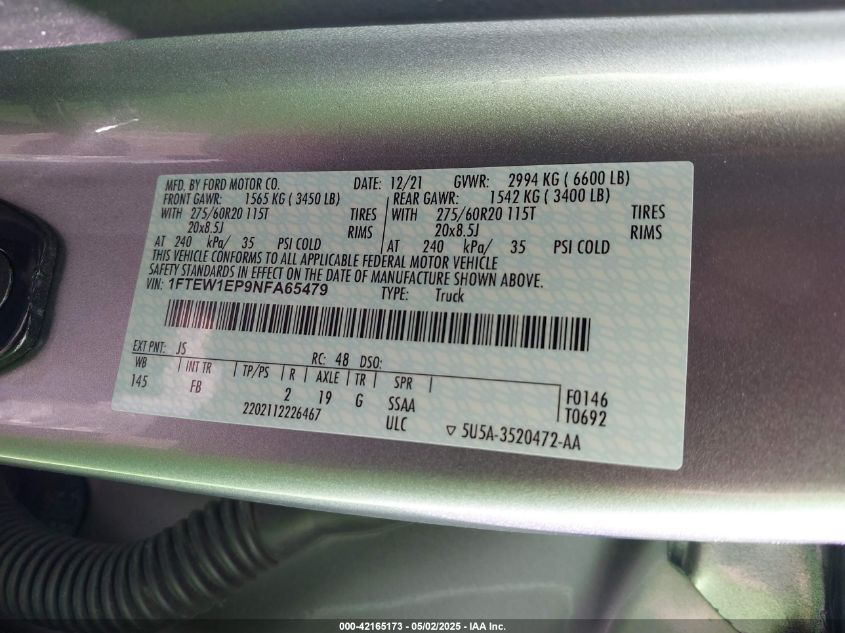 MFD. BY FORD MOTOR CO. DATE: 12/21 GVWR: 2994 KG ( 6600 LB)
FRONT GAWR: 1565 KG ( 3450 LB) REAR GAWR: 1542 KG ( 3400 LB)
WITH 275/60R20 115T TIRES WITH 275/60R20 115T TIRES
20x8.5J RIMS 20x8.5J RIMS
AT 240 kPa/ 35 PSI COLD AT 240 kPa/ 35 PSI COLD
THIS VEHICLE CONFORMS TO ALL APPLICABLE FEDERAL MOTOR VEHICLE
SAFETY STANDARDS IN EFFECT ON THE DATE OF MANUFACTURE SHOWN ABOVE.
VIN: 1FTEW1EP9NFA65479 TYPE: Truck
EXT PNT: JS RC: 48 DSO:
WB INT TR TP/PS R AXLE TR SPR
145 FB 2 19 G SSAA F0146
2202112226467 ULC T0692
▽ 5U5A-3520472-AA
000-42165173 - 05/02/2025 - IAA Inc.